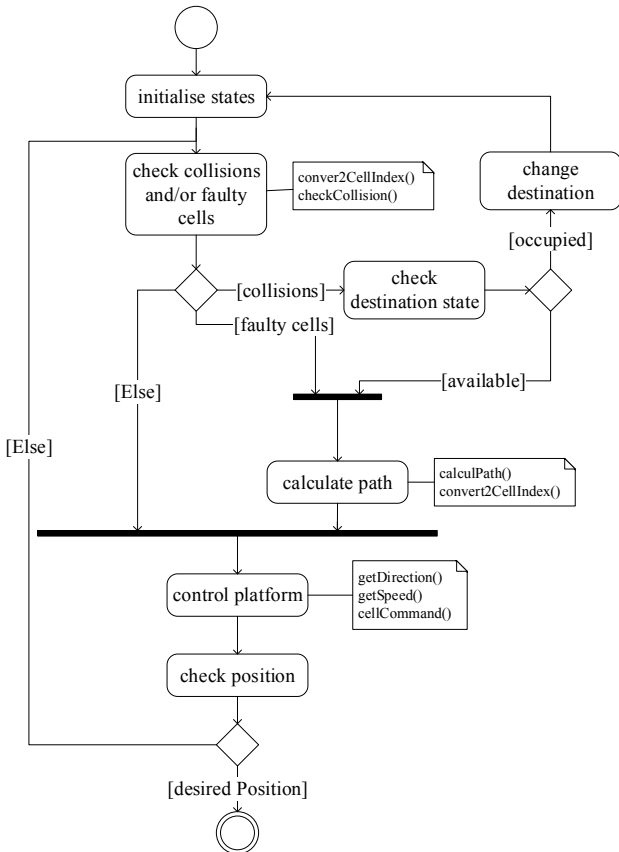 initialise states
check collisions
and/or faulty
cells
conver2CellIndex()
checkCollision()
change
destination
[occupied]
[collisions]
check
destination state
[faulty cells]
[Else]
[available]
[Else]
calculate path
calculPath()
convert2CellIndex()
control platform
getDirection()
getSpeed()
cellCommand()
check position
[desired Position]